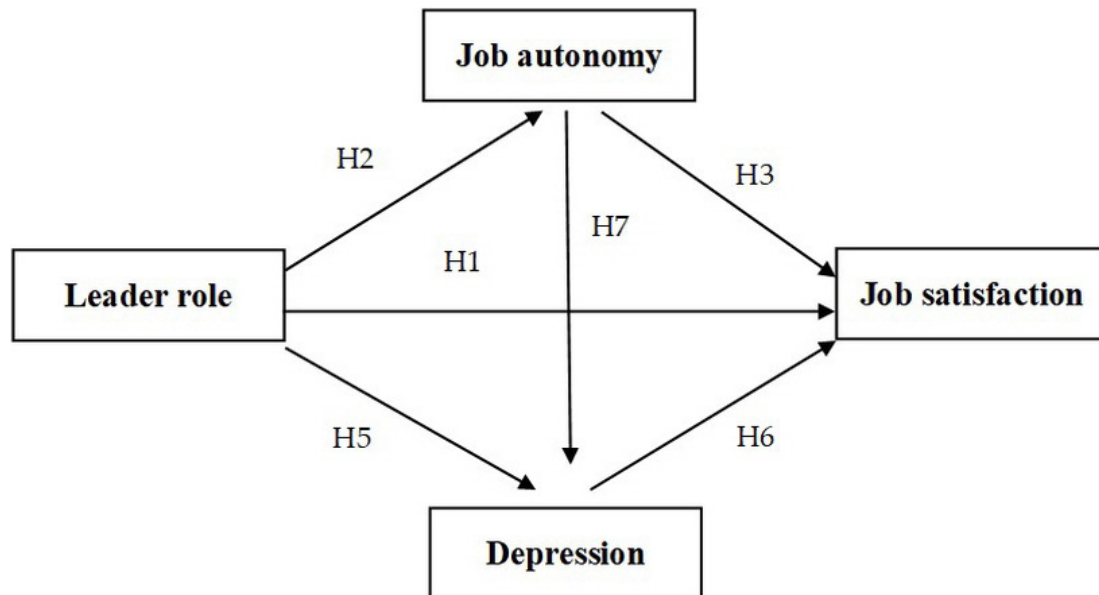 Job autonomy
H2
H3
H7
H1
Leader role
Job satisfaction
H5
H6
Depression